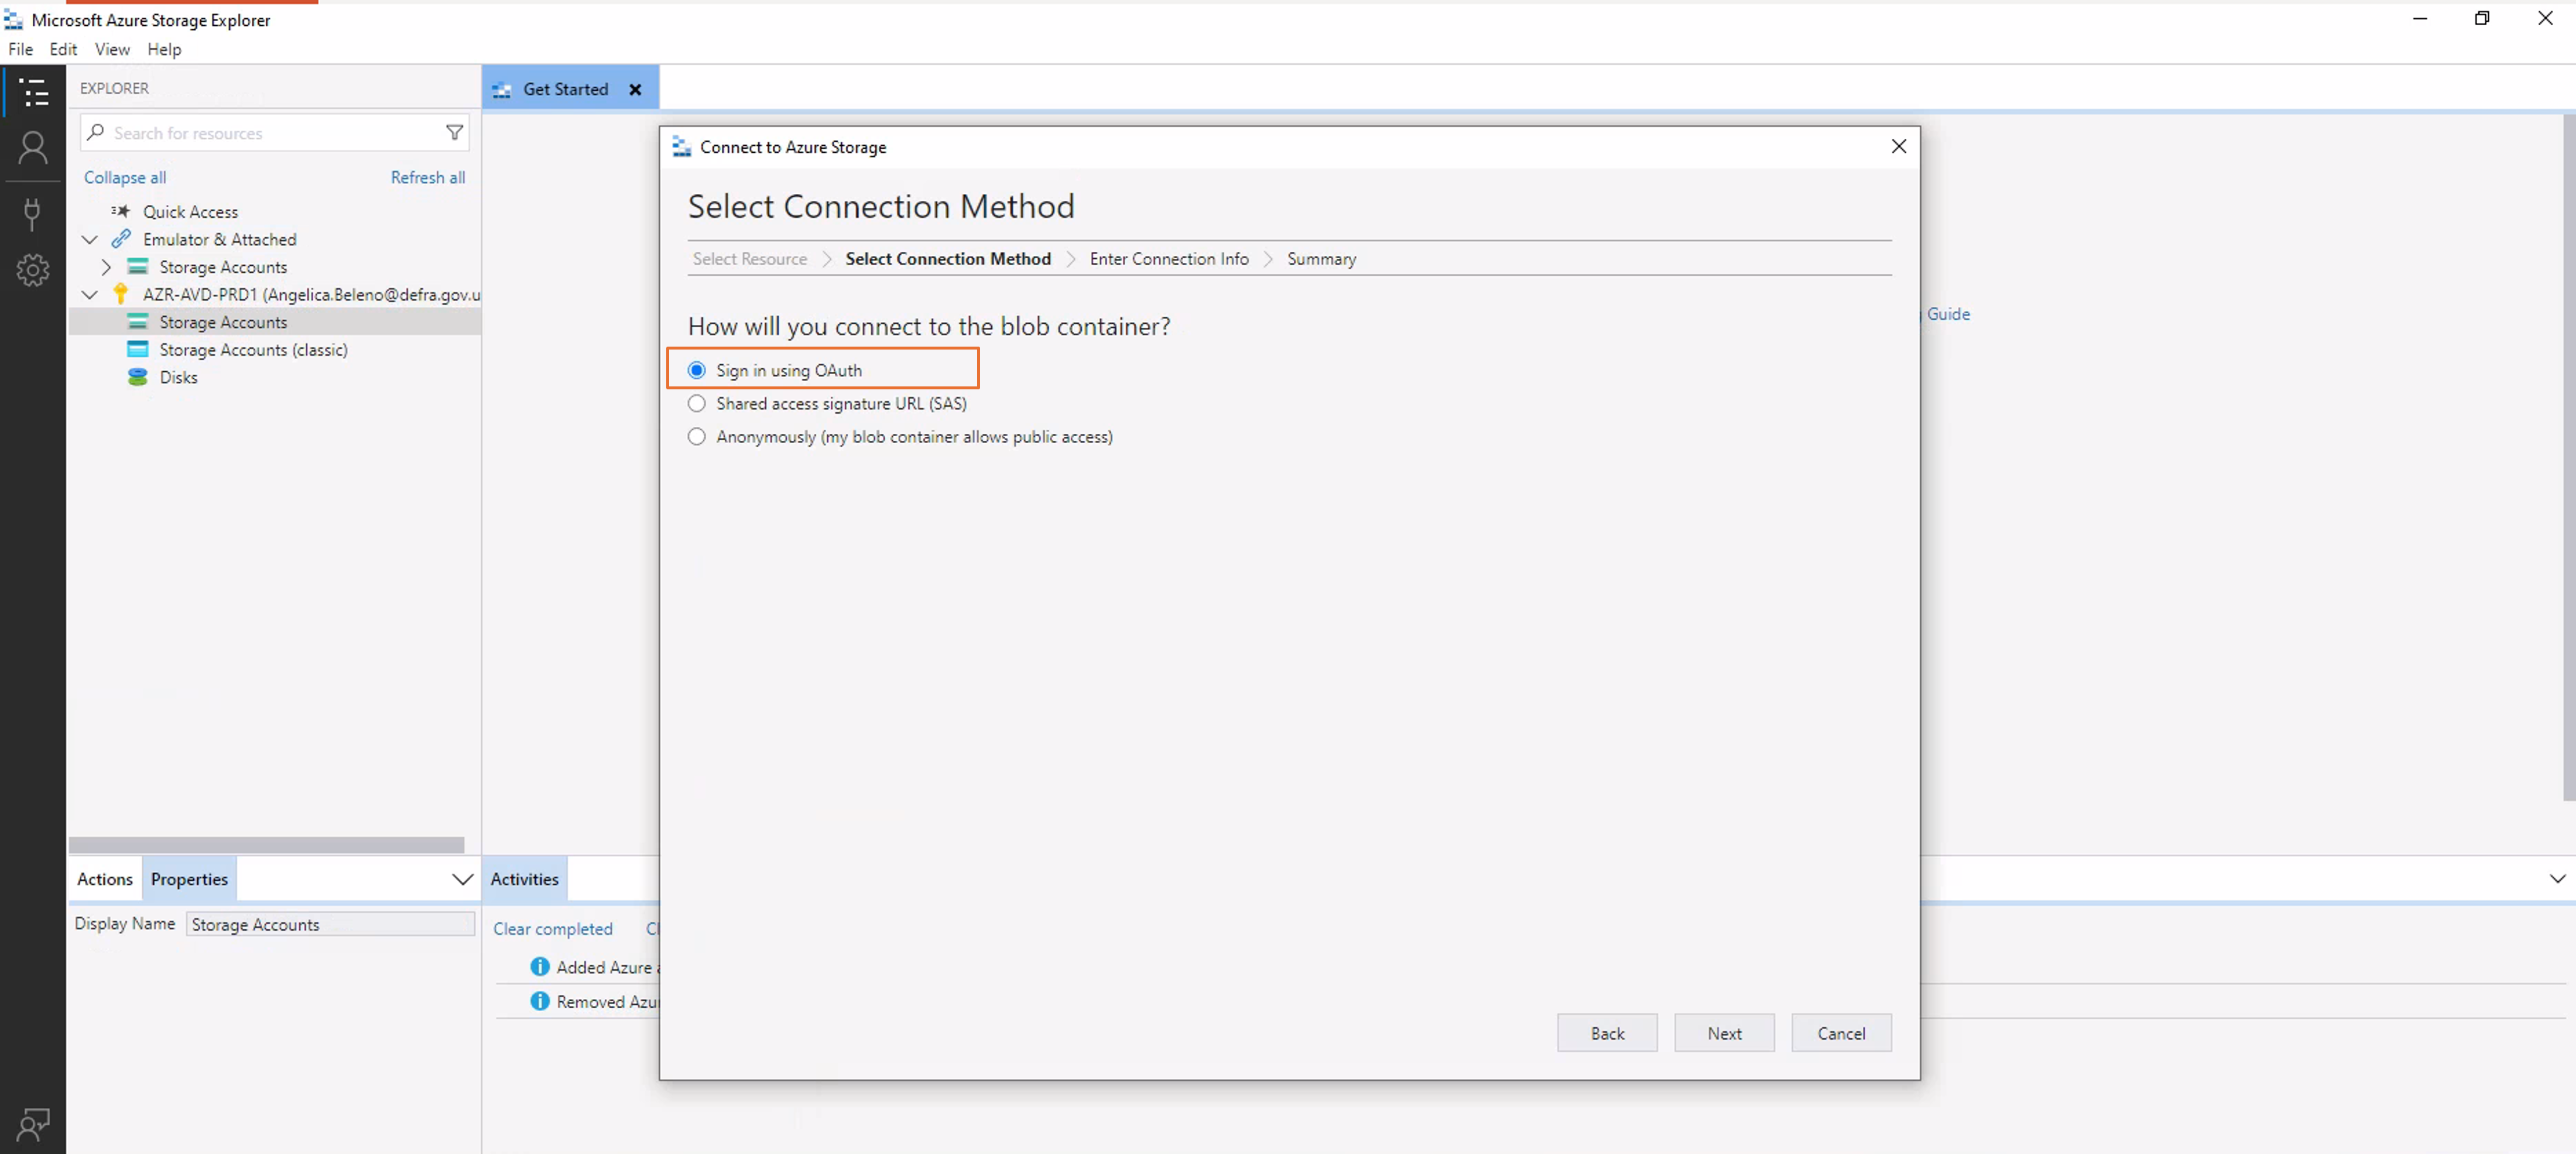 Microsoft Azure Storage Explorer
File Edit View Help
EXPLORER
Search for resources
Collapse all Refresh all
Quick Access
Emulator & Attached
Storage Accounts
AZR-AVD-PRD1 (Angelica.Beleno@defra.gov.u
Storage Accounts
Storage Accounts (classic)
Disks
Actions Properties
Display Name Storage Accounts
Get Started
Guide
Connect to Azure Storage
Select Connection Method
Select Resource Select Connection Method Enter Connection Info Summary
How will you connect to the blob container?
Sign in using OAuth
Shared access signature URL (SAS)
Anonymously (my blob container allows public access)
Back Next Cancel
Activities
Clear completed
Added Azure
Removed Azu